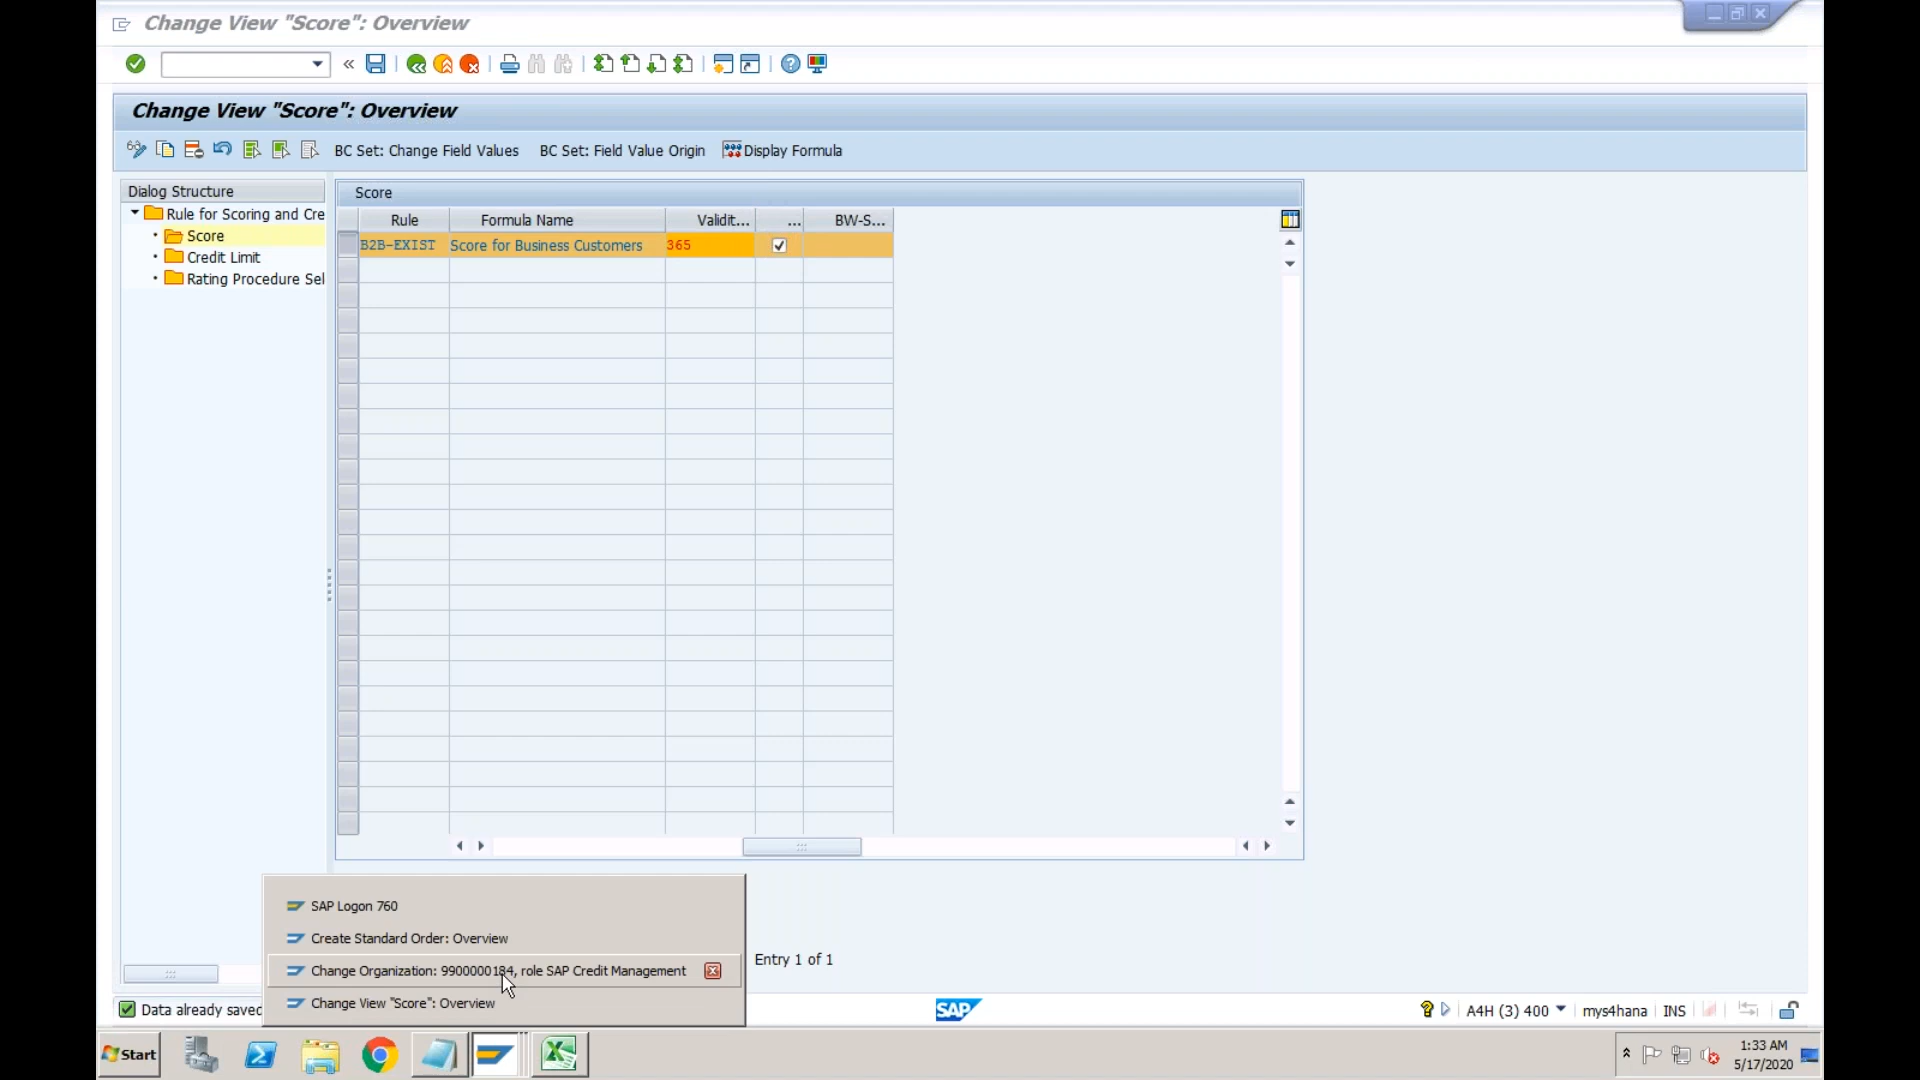 Change View "Score": Overview
Change View "Score": Overview
BC Set: Change Field Values BC Set: Field Value Origin Display Formula
Dialog Structure
Rule for Scoring and Cre
Score
Credit Limit
Rating Procedure Sel
Score
Rule Formula Name Validit... ... BW-S...
B2B-EXIST Score for Business Customers 365
SAP Logon 760
Create Standard Order: Overview
Change Organization: 9900000184, role SAP Credit Management
Change View "Score": Overview
Entry 1 of 1
Data already saved
SAP
A4H (3) 400 mys4hana INS
Start
1:33 AM
5/17/2020